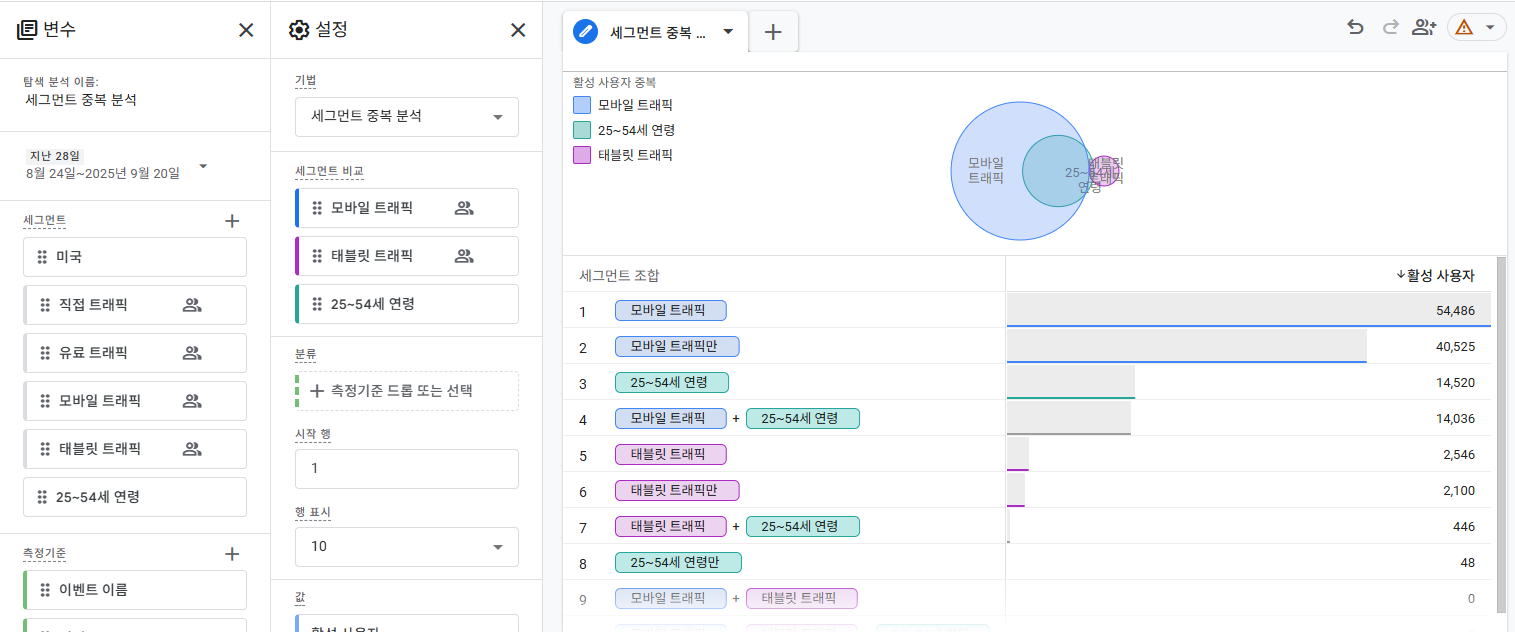 변수
탐색 분석 이름:
세그먼트 중복 분석
지난 28일
8월 24일~2025년 9월 20일
세그먼트
미국
직접 트래픽
유료 트래픽
모바일 트래픽
태블릿 트래픽
25~54세 연령
측정기준
이벤트 이름
설정
기법
세그먼트 중복 분석
세그먼트 비교
모바일 트래픽
태블릿 트래픽
25~54세 연령
분류
측정기준 드롭 또는 선택
시작 행
1
행 표시
10
값
활성 사용자
세그먼트 중복 ...
활성 사용자 중복
모바일 트래픽
25~54세 연령
태블릿 트래픽
모바일
트래픽
25~54세
연령
태블릿
트래픽
세그먼트 조합 ↓활성 사용자
1 모바일 트래픽 54,486
2 모바일 트래픽만 40,525
3 25~54세 연령 14,520
4 모바일 트래픽 + 25~54세 연령 14,036
5 태블릿 트래픽 2,546
6 태블릿 트래픽만 2,100
7 태블릿 트래픽 + 25~54세 연령 446
8 25~54세 연령만 48
9 모바일 트래픽 + 태블릿 트래픽 0